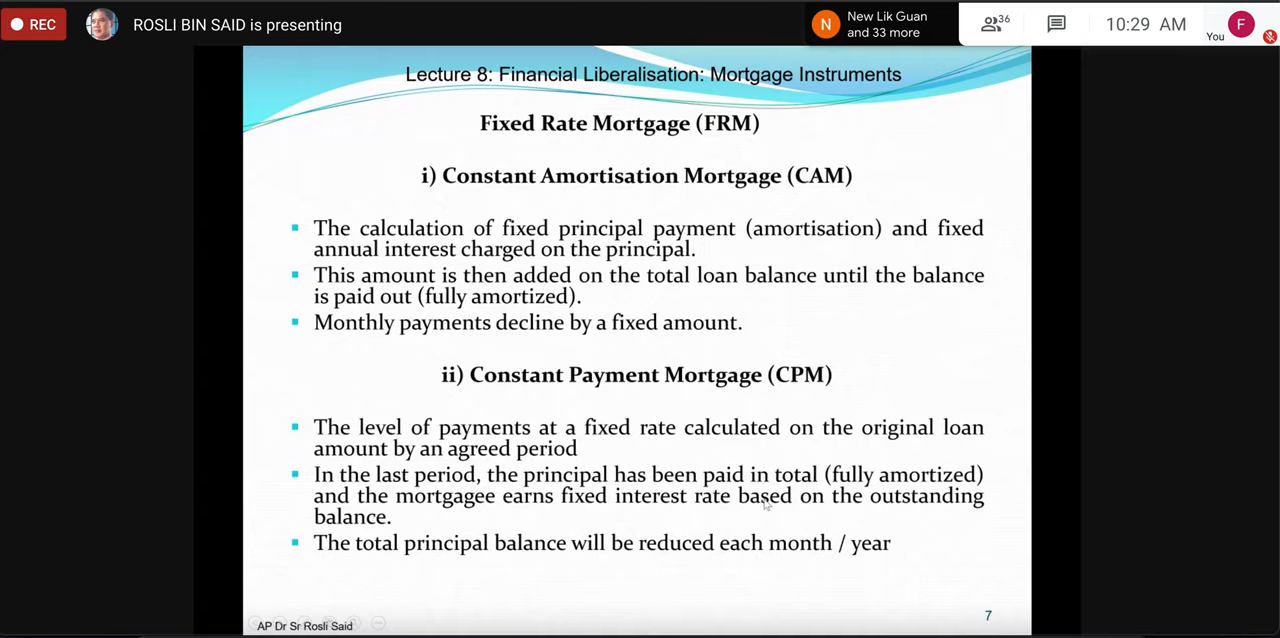 REC
ROSLI BIN SAID is presenting
N
New Lik Guan
and 33 more
36
10:29 AM
You
F
Lecture 8: Financial Liberalisation: Mortgage Instruments
Fixed Rate Mortgage (FRM)
i) Constant Amortisation Mortgage (CAM)
▪ The calculation of fixed principal payment (amortisation) and fixed
annual interest charged on the principal.
▪ This amount is then added on the total loan balance until the balance
is paid out (fully amortized).
▪ Monthly payments decline by a fixed amount.
ii) Constant Payment Mortgage (CPM)
▪ The level of payments at a fixed rate calculated on the original loan
amount by an agreed period
▪ In the last period, the principal has been paid in total (fully amortized)
and the mortgagee earns fixed interest rate based on the outstanding
balance.
▪ The total principal balance will be reduced each month / year
AP Dr Sr Rosli Said
7